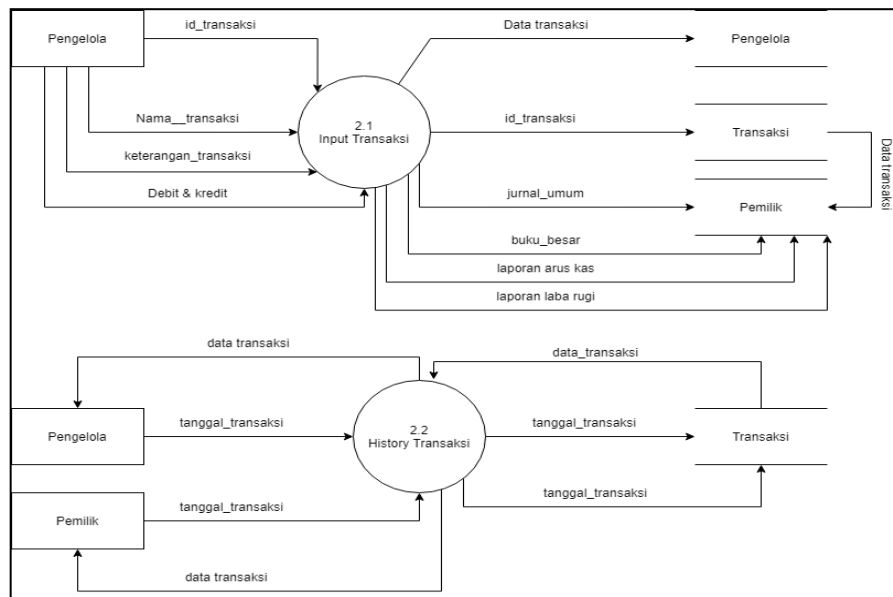 Pengelola
id_transaksi
Data transaksi
Pengelola
Nama__transaksi
2.1
Input Transaksi
id_transaksi
Transaksi
Data transaksi
keterangan_transaksi
Debit & kredit
jurnal_umum
Pemilik
buku_besar
laporan arus kas
laporan laba rugi
data transaksi
data_transaksi
Pengelola
tanggal_transaksi
2.2
History Transaksi
tanggal_transaksi
Transaksi
Pemilik
tanggal_transaksi
tanggal_transaksi
data transaksi